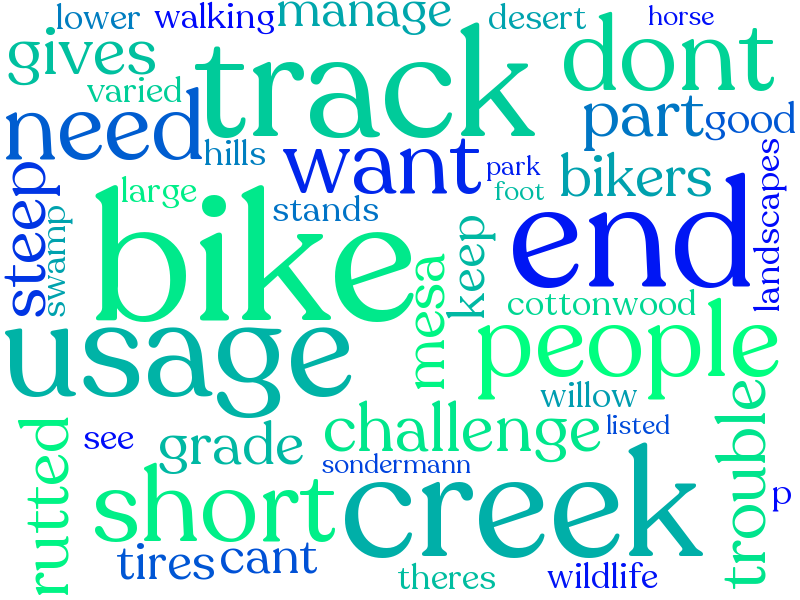 lower
walking
manage
desert
horse
gives
track
dont
varied
need
part
good
hills
want
park
bikers
steep
large
foot
stands
swamp
bike
end
landscapes
keep
mesa
cottonwood
usage
people
willow
challenge
listed
trouble
rutted
see
grade
sondermann
short
creek
p
tires
cant
theres
wildlife